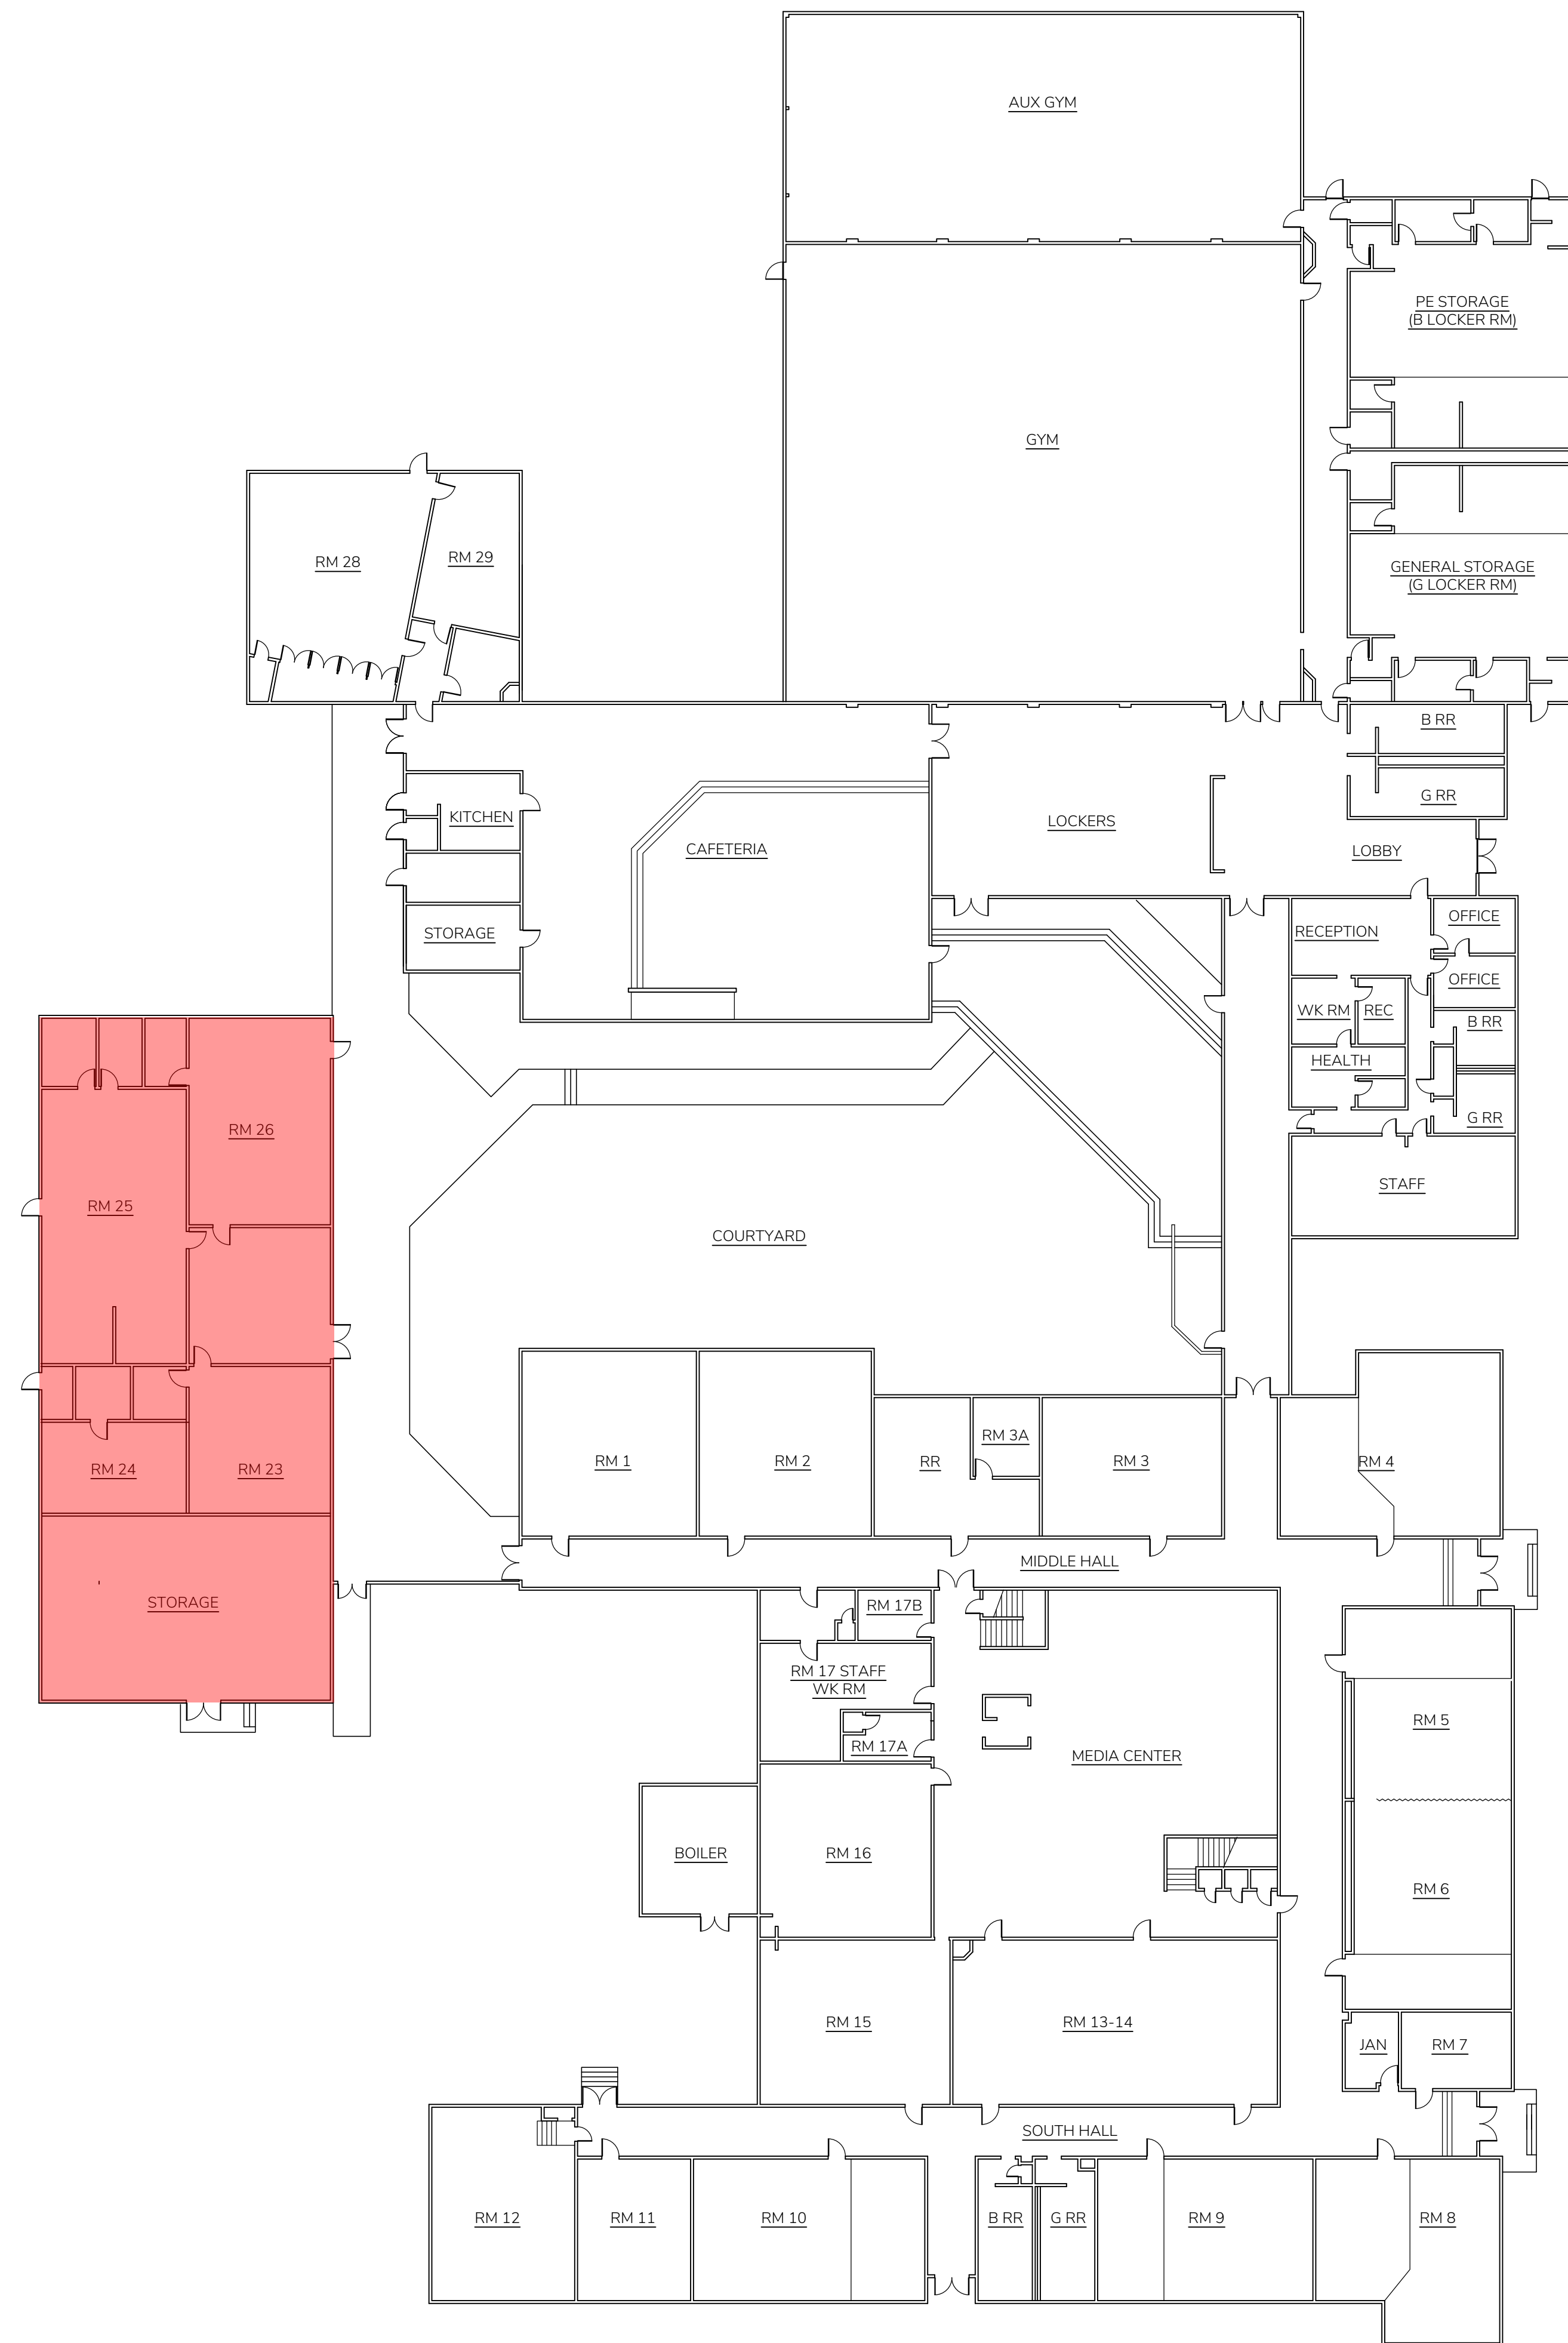 AUX GYM
PE STORAGE
(B LOCKER RM)
GYM
RM 28
RM 29
GENERAL STORAGE
(G LOCKER RM)
B RR
G RR
KITCHEN
CAFETERIA
LOCKERS
LOBBY
STORAGE
RECEPTION
OFFICE
OFFICE
WK RM
REC
B RR
HEALTH
G RR
RM 26
RM 25
STAFF
COURTYARD
RM 24
RM 23
RM 1
RM 2
RR
RM 3A
RM 3
RM 4
MIDDLE HALL
STORAGE
RM 17B
RM 17 STAFF
WK RM
RM 17A
MEDIA CENTER
RM 5
BOILER
RM 16
RM 6
RM 15
RM 13-14
JAN
RM 7
SOUTH HALL
RM 12
RM 11
RM 10
B RR
G RR
RM 9
RM 8